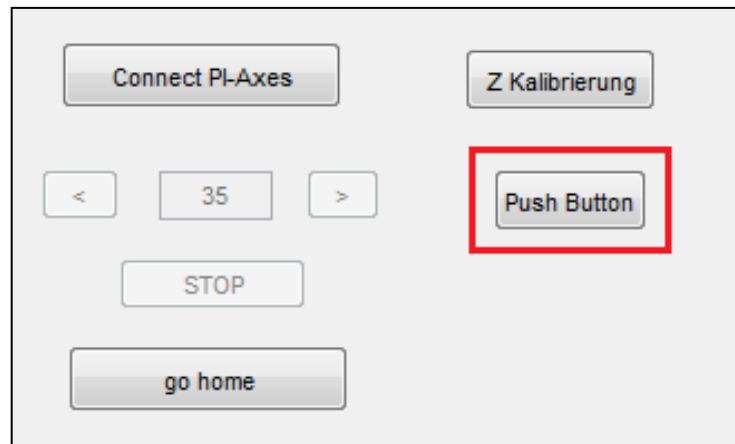 Connect PI-Axes
Z Kalibrierung
< 35 >
Push Button
STOP
go home